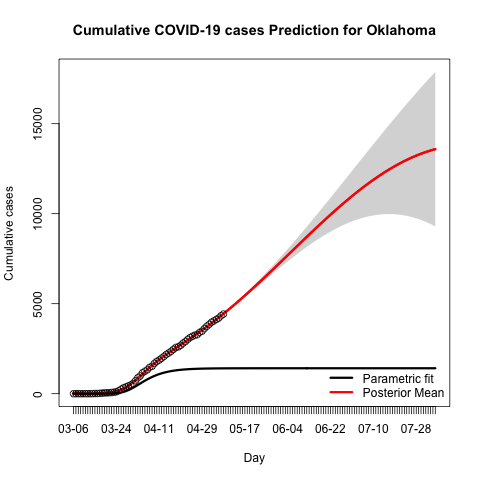 Cumulative COVID-19 cases Prediction for Oklahoma
Cumulative cases
15000
10000
5000
0
Parametric fit
Posterior Mean
03-06 03-24 04-11 04-29 05-17 06-04 06-22 07-10 07-28
Day